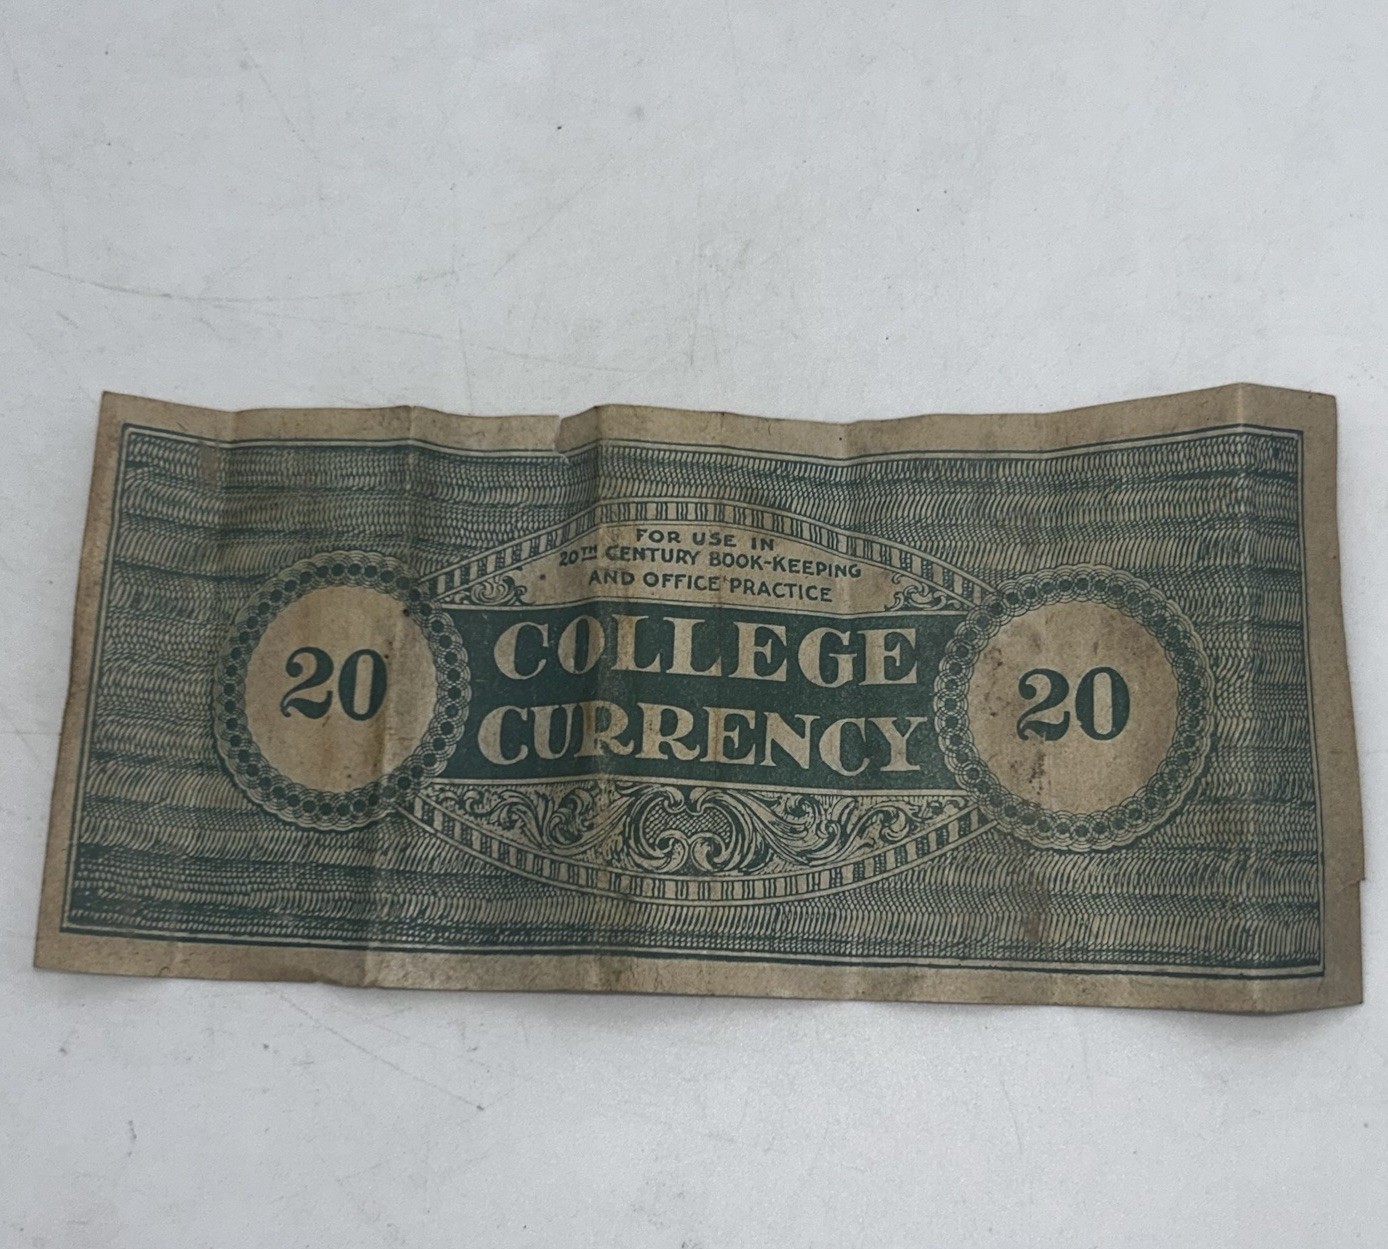 FOR USE IN
20TH CENTURY BOOK-KEEPING
AND OFFICE PRACTICE
20 COLLEGE 20
CURRENCY